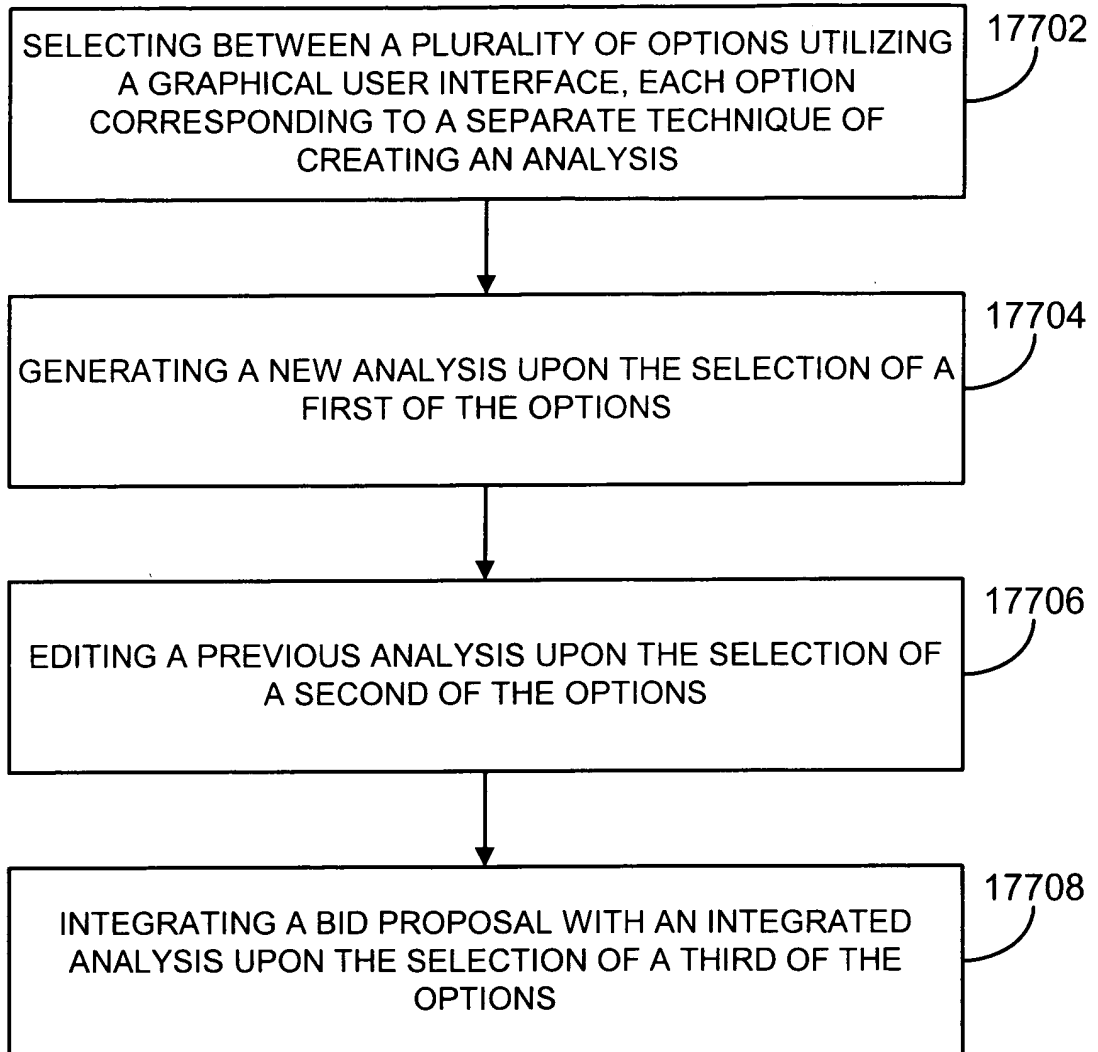 SELECTING BETWEEN A PLURALITY OF OPTIONS UTILIZING
A GRAPHICAL USER INTERFACE, EACH OPTION
CORRESPONDING TO A SEPARATE TECHNIQUE OF
CREATING AN ANALYSIS
17702
GENERATING A NEW ANALYSIS UPON THE SELECTION OF A
FIRST OF THE OPTIONS
17704
EDITING A PREVIOUS ANALYSIS UPON THE SELECTION OF
A SECOND OF THE OPTIONS
17706
INTEGRATING A BID PROPOSAL WITH AN INTEGRATED
ANALYSIS UPON THE SELECTION OF A THIRD OF THE
OPTIONS
17708